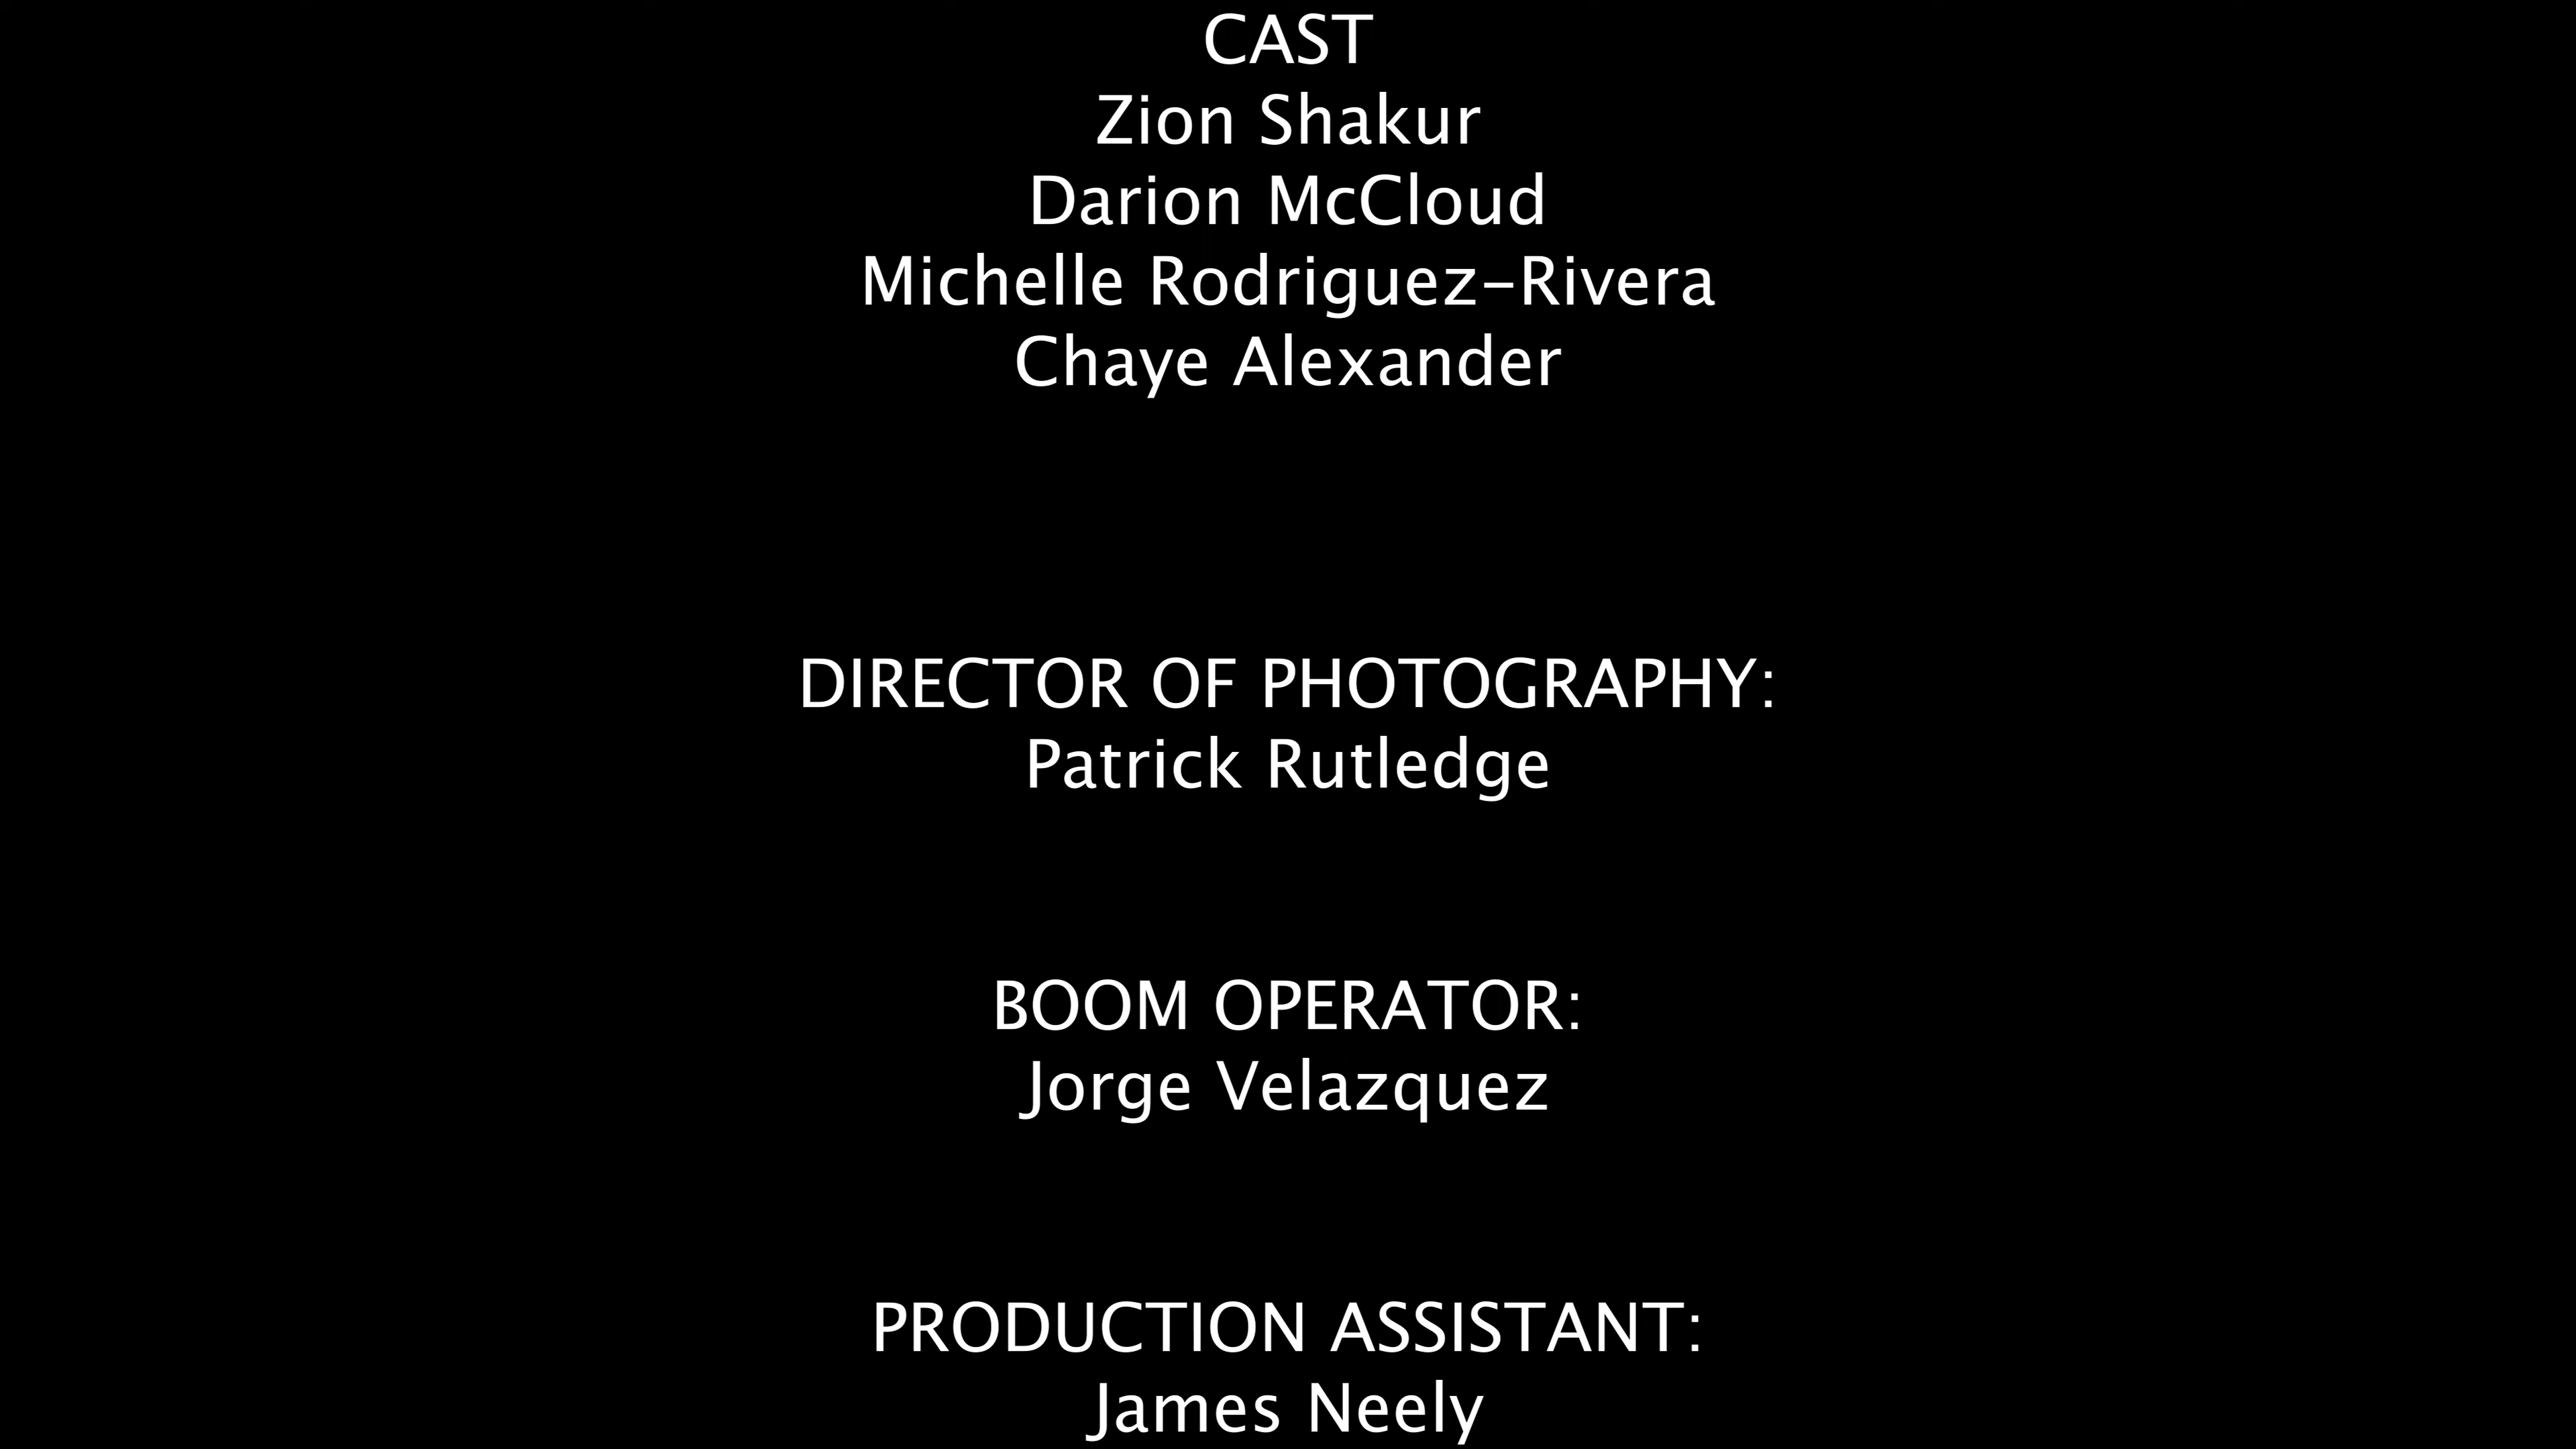 CAST
Zion Shakur
Darion McCloud
Michelle Rodriguez-Rivera
Chaye Alexander
DIRECTOR OF PHOTOGRAPHY:
Patrick Rutledge
BOOM OPERATOR:
Jorge Velazquez
PRODUCTION ASSISTANT:
James Neely